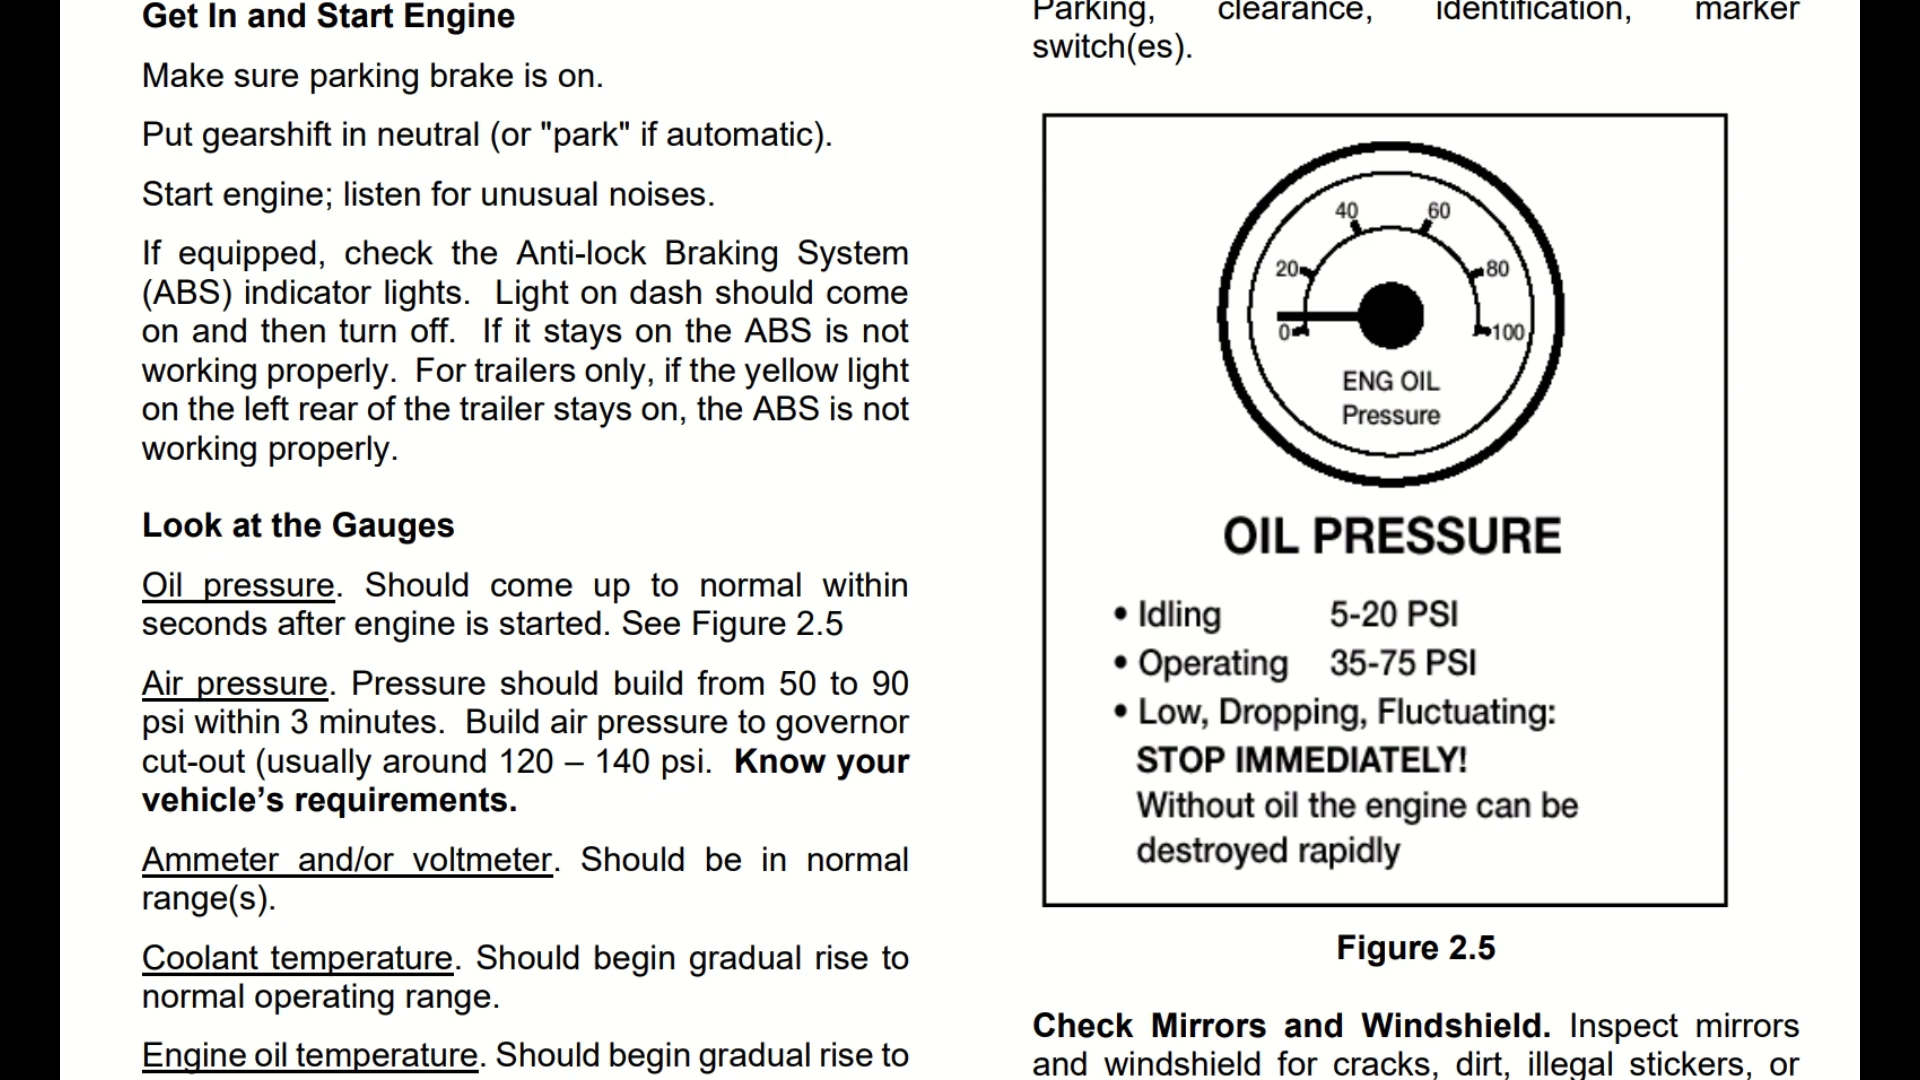 Get In and Start Engine
Make sure parking brake is on.
Put gearshift in neutral (or "park" if automatic).
Start engine; listen for unusual noises.
If equipped, check the Anti-lock Braking System
(ABS) indicator lights. Light on dash should come
on and then turn off. If it stays on the ABS is not
working properly. For trailers only, if the yellow light
on the left rear of the trailer stays on, the ABS is not
working properly.
Look at the Gauges
Oil pressure. Should come up to normal within
seconds after engine is started. See Figure 2.5
Air pressure. Pressure should build from 50 to 90
psi within 3 minutes. Build air pressure to governor
cut-out (usually around 120 – 140 psi. Know your
vehicle’s requirements.
Ammeter and/or voltmeter. Should be in normal
range(s).
Coolant temperature. Should begin gradual rise to
normal operating range.
Engine oil temperature. Should begin gradual rise to
Parking, clearance, identification, marker
switch(es).
40 60
20 80
0 100
ENG OIL
Pressure
OIL PRESSURE
• Idling 5-20 PSI
• Operating 35-75 PSI
• Low, Dropping, Fluctuating:
STOP IMMEDIATELY!
Without oil the engine can be
destroyed rapidly
Figure 2.5
Check Mirrors and Windshield. Inspect mirrors
and windshield for cracks, dirt, illegal stickers, or